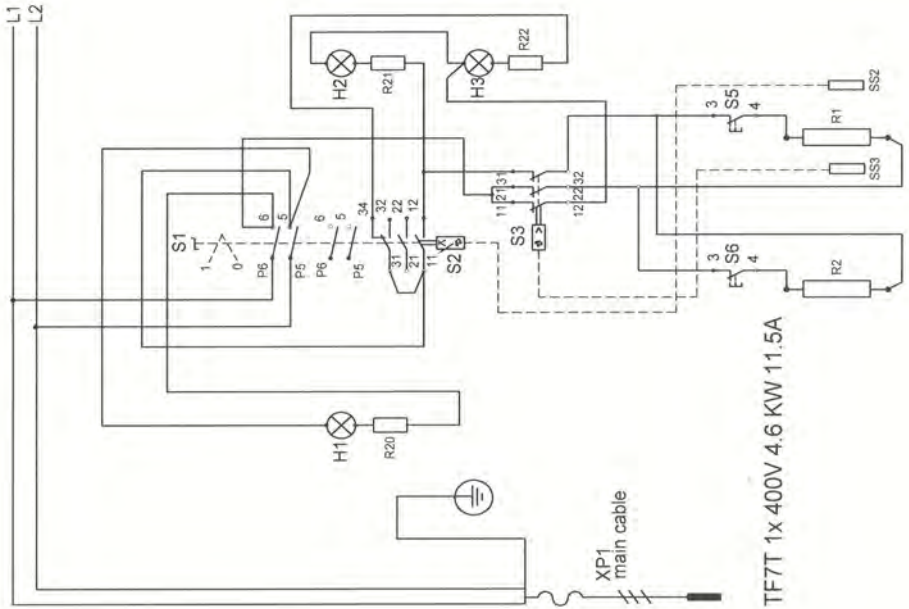 L1
L2
S1
1
0
P6
P5
6
5
P6
P5
6
5
34
32
22
12
31
21
11
S2
H1
R20
H2
R21
H3
R22
S3
11
21
31
12
22
32
3
S5
4
R1
SS2
SS3
3
S6
4
R2
XP1
main cable
TF7T 1x 400V 4.6 KW 11.5A